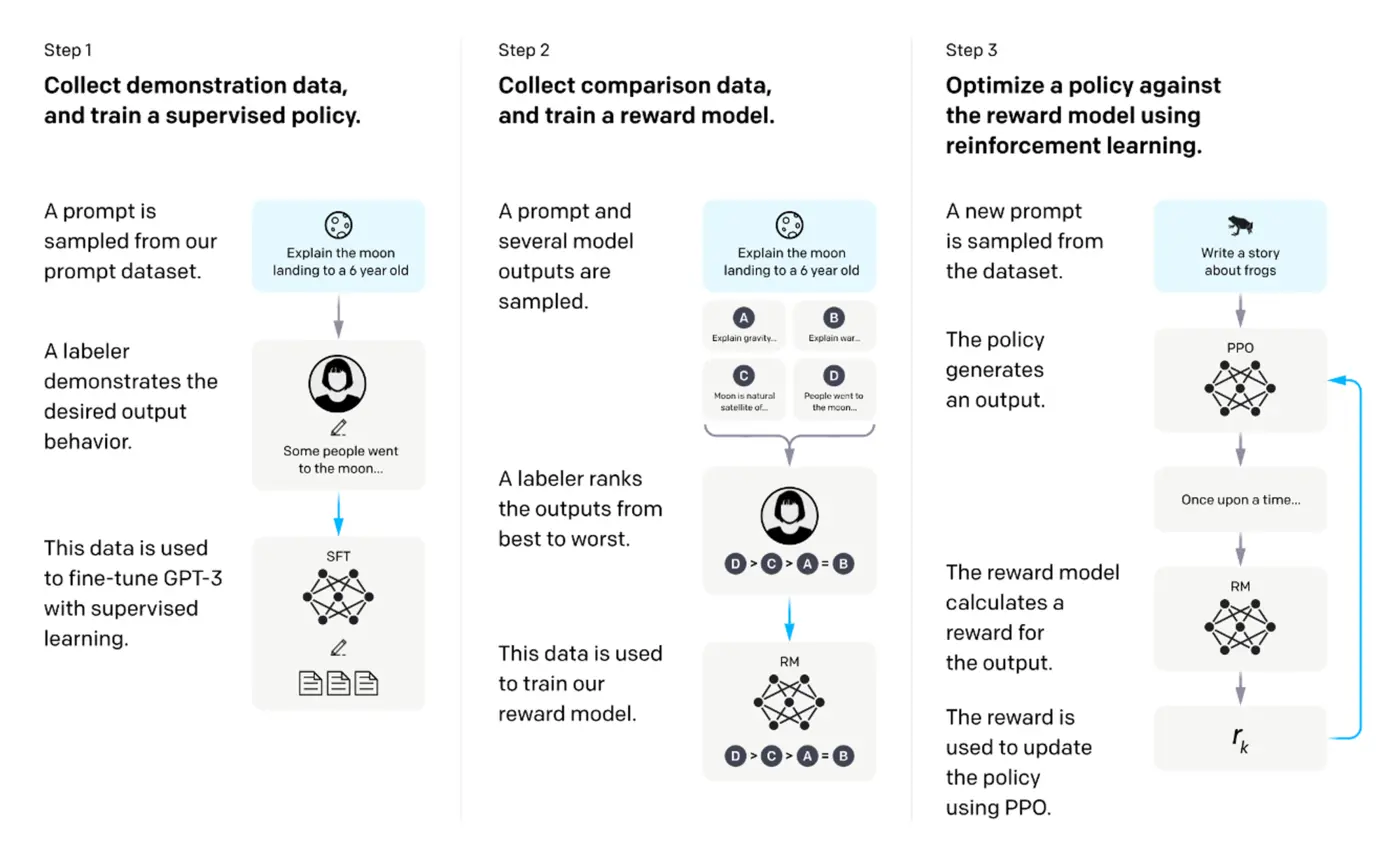 Step 1
Collect demonstration data,
and train a supervised policy.
A prompt is
sampled from our
prompt dataset.
Explain the moon
landing to a 6 year old
A labeler
demonstrates the
desired output
behavior.
Some people went
to the moon...
This data is used
to fine-tune GPT-3
with supervised
learning.
SFT
Step 2
Collect comparison data,
and train a reward model.
A prompt and
several model
outputs are
sampled.
Explain the moon
landing to a 6 year old
A
Explain gravity...
B
Explain war...
C
Moon is natural
satellite of...
D
People went to
the moon...
A labeler ranks
the outputs from
best to worst.
D > C > A = B
This data is used
to train our
reward model.
RM
D > C > A = B
Step 3
Optimize a policy against
the reward model using
reinforcement learning.
A new prompt
is sampled from
the dataset.
Write a story
about frogs
The policy
generates
an output.
PPO
Once upon a time...
The reward model
calculates a
reward for
the output.
RM
The reward is
used to update
the policy
using PPO.
rk